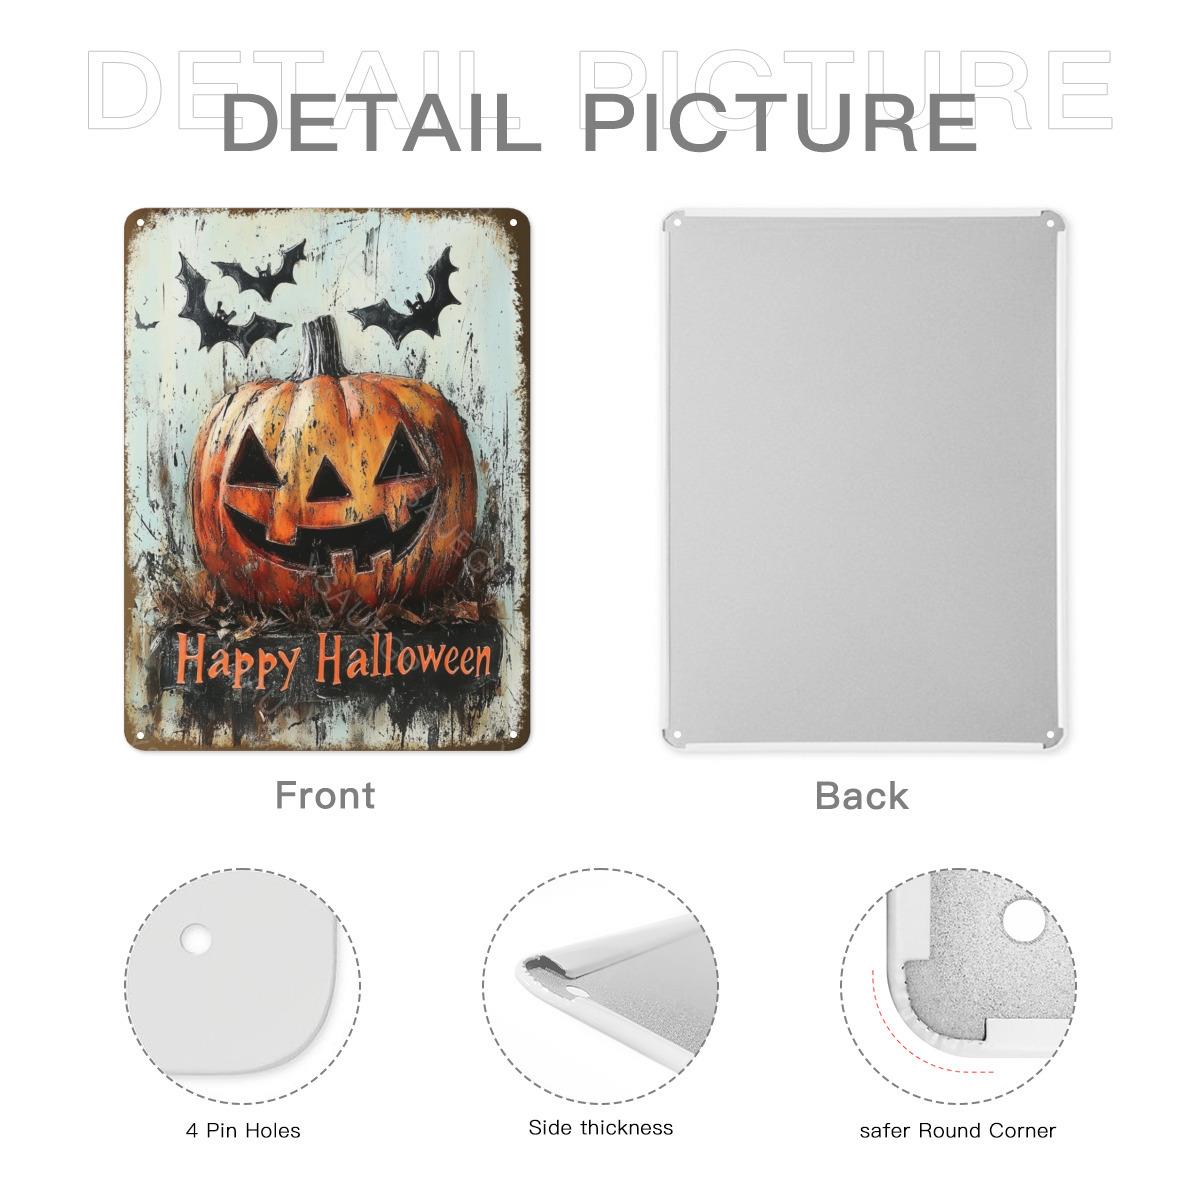 DETAIL PICTURE
DETAIL PICTURE
Happy Halloween
Front
Back
4 Pin Holes
Side thickness
safer Round Corner